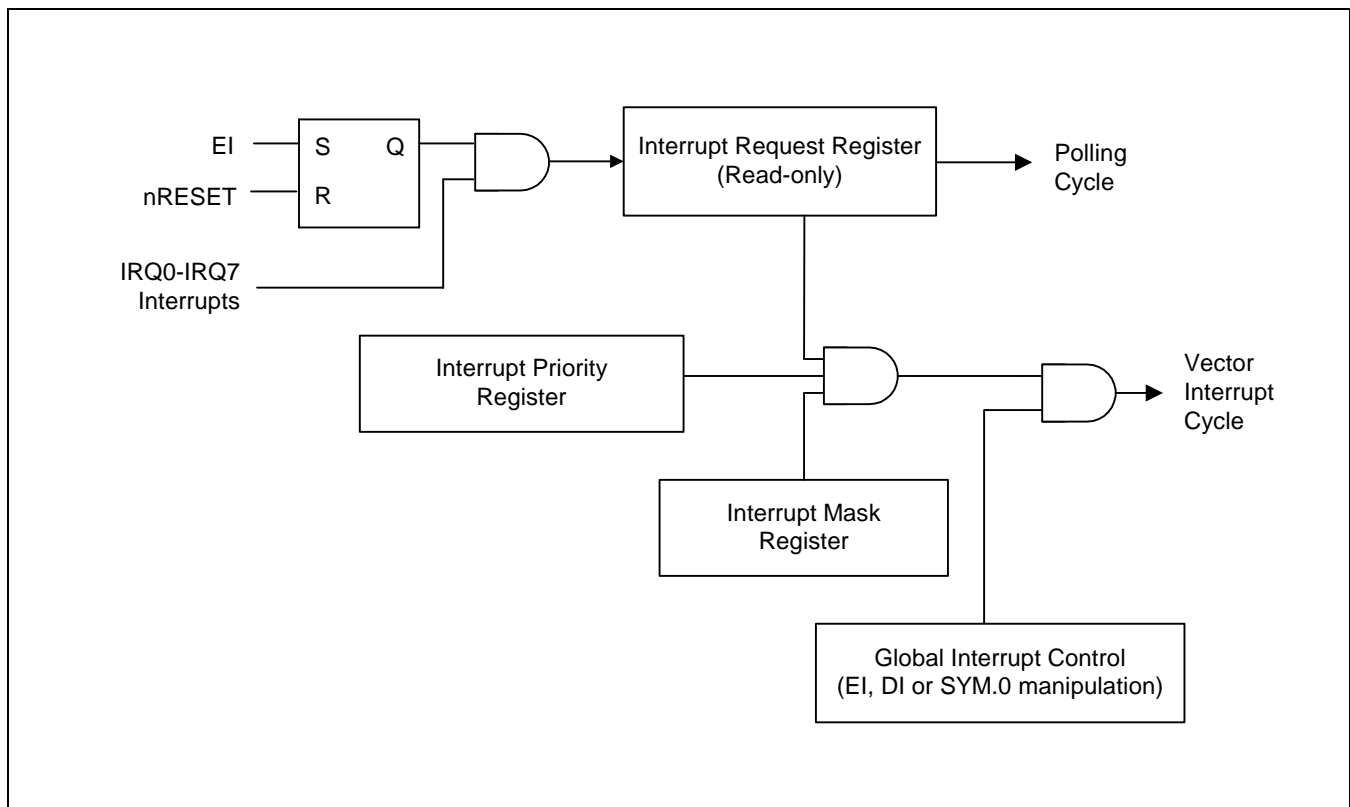 EI
S
Q
nRESET
R
IRQ0-IRQ7
Interrupts
Interrupt Request Register
(Read-only)
Polling
Cycle
Interrupt Priority
Register
Vector
Interrupt
Cycle
Interrupt Mask
Register
Global Interrupt Control
(EI, DI or SYM.0 manipulation)